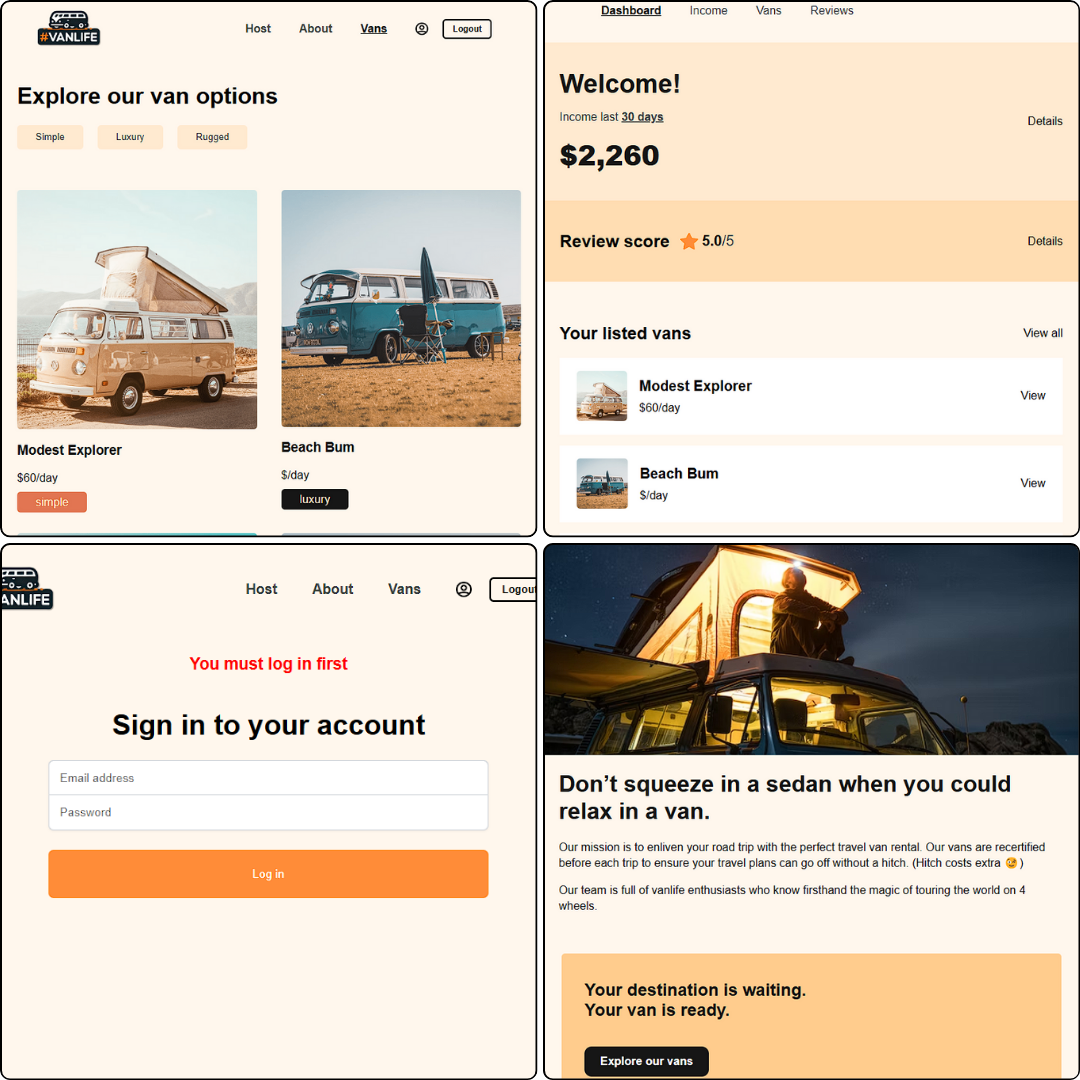 #VANLIFE
Host
About
Vans
Logout
Explore our van options
Simple
Luxury
Rugged
Modest Explorer
$60/day
simple
Beach Bum
$/day
luxury
Dashboard
Income
Vans
Reviews
Welcome!
Income last 30 days
$2,260
Details
Review score
5.0/5
Details
Your listed vans
View all
Modest Explorer
$60/day
View
Beach Bum
$/day
View
ANLIFE
Host
About
Vans
Logout
You must log in first
Sign in to your account
Email address
Password
Log in
Don’t squeeze in a sedan when you could
relax in a van.
Our mission is to enliven your road trip with the perfect travel van rental. Our vans are recertified
before each trip to ensure your travel plans can go off without a hitch. (Hitch costs extra 😉)
Our team is full of vanlife enthusiasts who know firsthand the magic of touring the world on 4
wheels.
Your destination is waiting.
Your van is ready.
Explore our vans